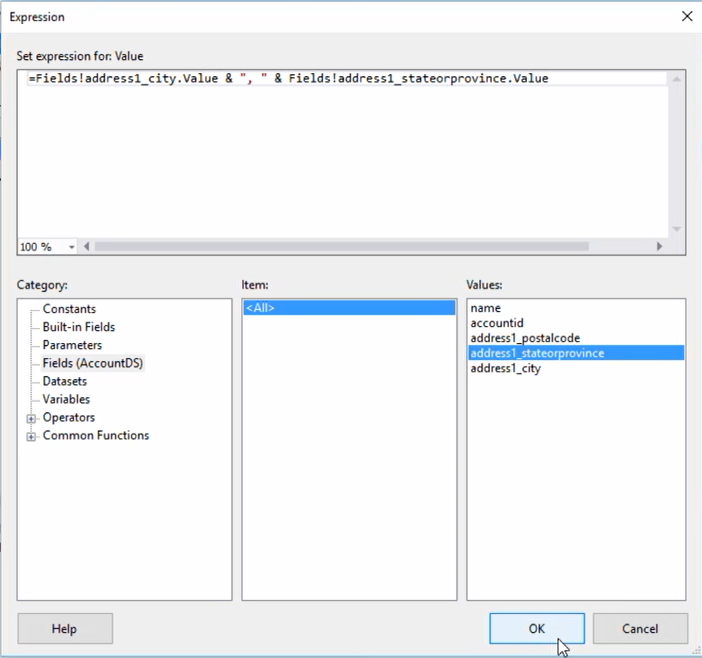 Expression
Set expression for: Value
=Fields!address1_city.Value & ", " & Fields!address1_stateorprovince.Value
100 %
Category:
Constants
Built-in Fields
Parameters
Fields (AccountDS)
Datasets
Variables
Operators
Common Functions
Item:
<All>
Values:
name
accountid
address1_postalcode
address1_stateorprovince
address1_city
Help
OK
Cancel